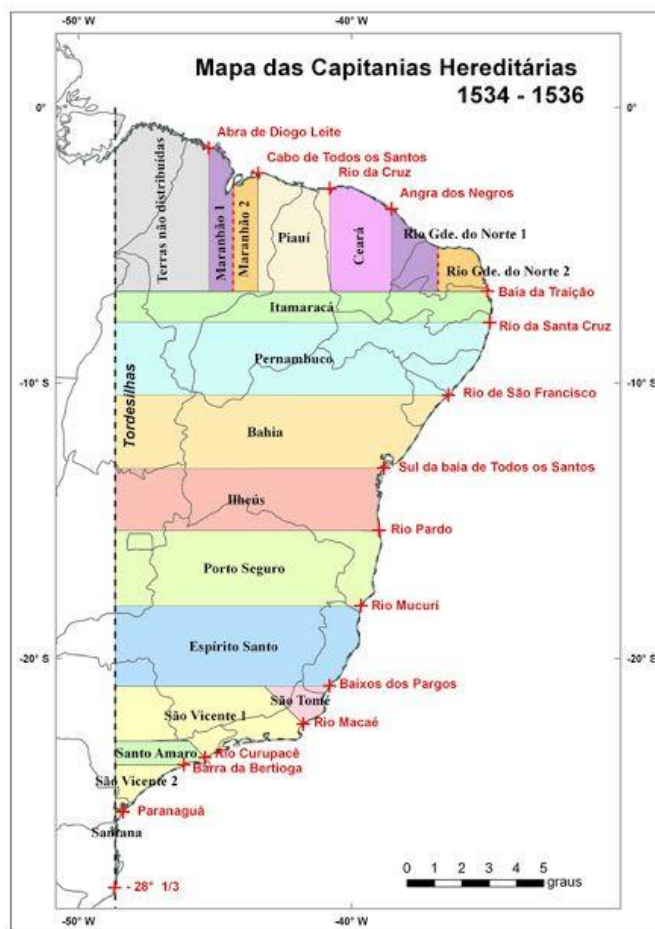 -50° W
-40° W
Mapa das Capitanias Hereditárias
1534 - 1536
0°
0°
Abra de Diogo Leite
Cabo de Todos os Santos
Rio da Cruz
Angra dos Negros
Terras não distribuídas
Maranhão 1
Maranhão 2
Piauí
Ceará
Rio Gde. do Norte 1
Rio Gde. do Norte 2
Baía da Traição
Itamaracá
Rio da Santa Cruz
Pernambuco
-10° S
-10° S
Rio de São Francisco
Tordesilhas
Bahia
Sul da baia de Todos os Santos
Ilheús
Rio Pardo
Porto Seguro
Rio Mucurí
Espírito Santo
-20° S
-20° S
Baixos dos Pargos
São Tomé
São Vicente 1
Rio Macaé
Santo Amaro
Rio Curupacê
Barra da Bertioga
São Vicente 2
Paranaguá
Santana
0 1 2 3 4 5
graus
- 28° 1/3
-50° W
-40° W